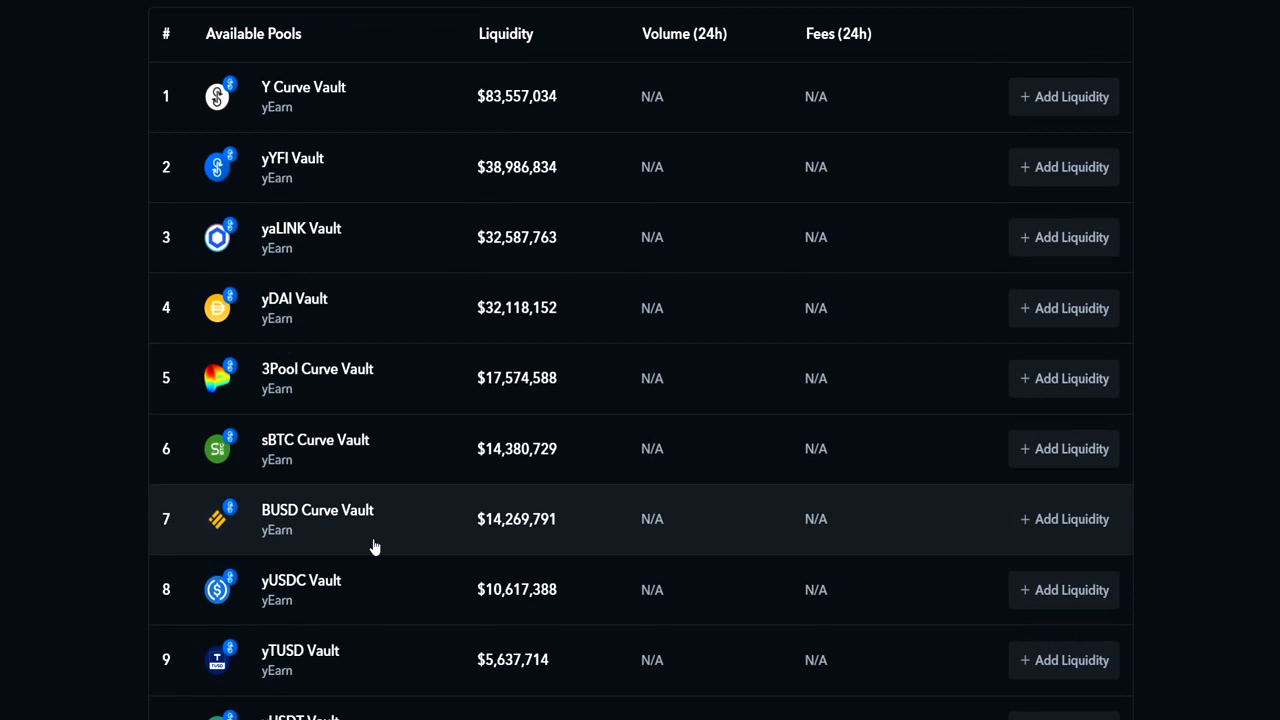 # Available Pools Liquidity Volume (24h) Fees (24h)
1 Y Curve Vault yEarn $83,557,034 N/A N/A + Add Liquidity
2 yYFI Vault yEarn $38,986,834 N/A N/A + Add Liquidity
3 yaLINK Vault yEarn $32,587,763 N/A N/A + Add Liquidity
4 yDAI Vault yEarn $32,118,152 N/A N/A + Add Liquidity
5 3Pool Curve Vault yEarn $17,574,588 N/A N/A + Add Liquidity
6 sBTC Curve Vault yEarn $14,380,729 N/A N/A + Add Liquidity
7 BUSD Curve Vault yEarn $14,269,791 N/A N/A + Add Liquidity
8 yUSDC Vault yEarn $10,617,388 N/A N/A + Add Liquidity
9 yTUSD Vault yEarn $5,637,714 N/A N/A + Add Liquidity